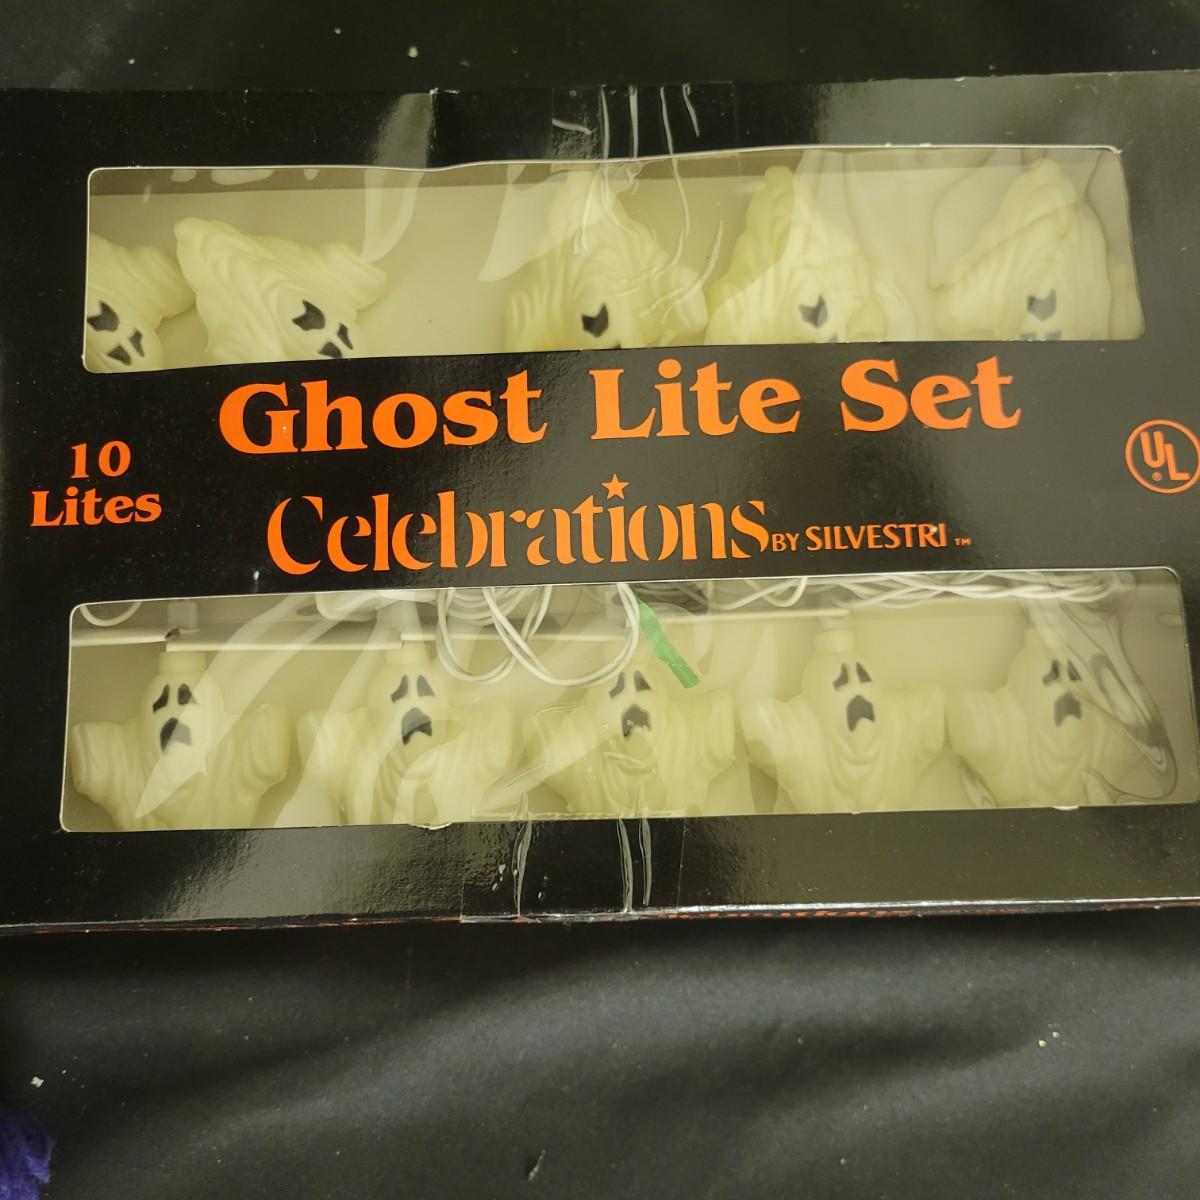 Ghost Lite Set
10
Lites
Celebrations BY SILVESTRI TM
UL